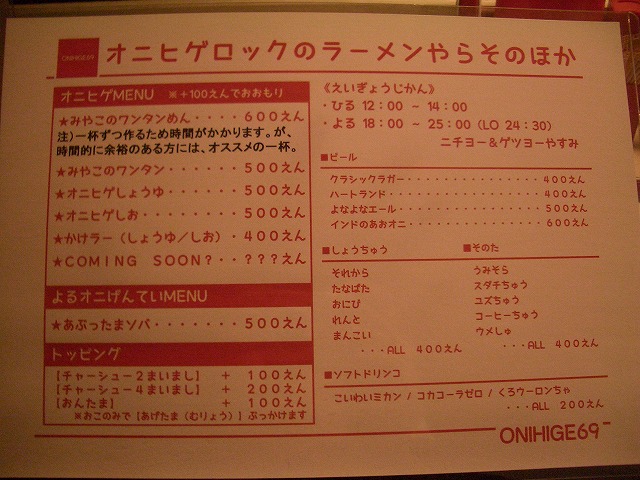 ONIHIGE69
オニヒゲロックのラーメンやらそのほか
オニヒゲMENU ※+100えんでおおもり
★みやこのワンタンめん・・・・600えん
注)一杯ずつ作るため時間がかかります。が、
時間的に余裕のある方には、オススメの一杯。
★みやこのワンタン・・・・・・500えん
★オニヒゲしょうゆ・・・・・・500えん
★オニヒゲしお・・・・・・・・500えん
★かけラー(しょうゆ/しお)・400えん
★COMING SOON?・・???えん
よるオニげんていMENU
★あぶったまソバ・・・・・・・500えん
トッピング
【チャーシュー2まいまし】 + 100えん
【チャーシュー4まいまし】 + 200えん
【おんたま】 + 100えん
※おこのみで【あげたま(むりょう)】ぶっかけます
《えいぎょうじかん》
・ひる 12:00 ~ 14:00
・よる 18:00 ~ 25:00 (LO 24:30)
ニチヨー&ゲツヨーやすみ
■ビール
クラシックラガー・・・・・・・・・・・・・・・400えん
ハートランド・・・・・・・・・・・・・・・・・400えん
よなよなエール・・・・・・・・・・・・・・・・500えん
インドのあおオニ・・・・・・・・・・・・・・・600えん
■しょうちゅう
それから
たなばた
おにび
れんと
まんこい
・・・ALL 400えん
■そのた
うみそら
スダチちゅう
ユズちゅう
コーヒーちゅう
ウメしゅ
・・・ALL 400えん
■ソフトドリンコ
こいわいミカン / コカコーラゼロ / くろウーロンちゃ
・・・ALL 200えん
ONIHIGE69